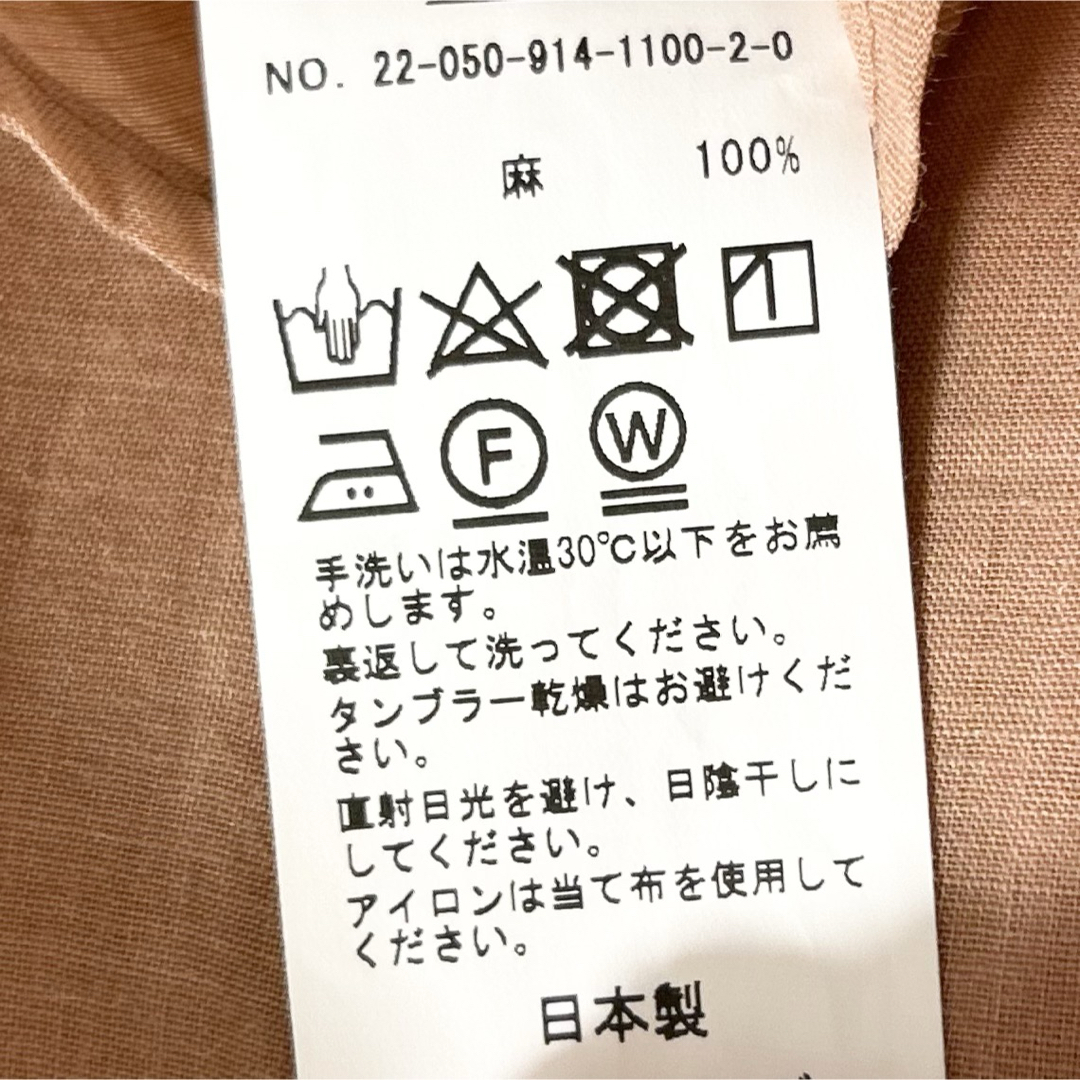 NO. 22-050-914-1100-2-0
麻 100%
F W
手洗いは水温30℃以下をお薦
めします。
裏返して洗ってください。
タンブラー乾燥はお避けくだ
さい。
直射日光を避け、日陰干しに
してください。
アイロンは当て布を使用して
ください。
日本製